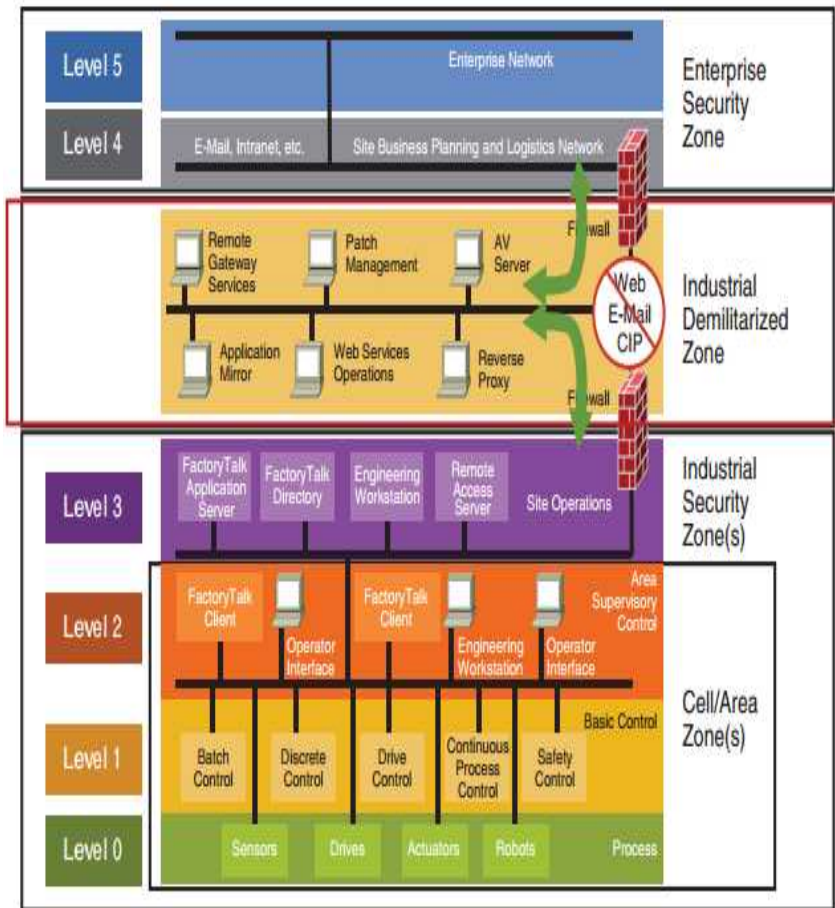 Level 5
Enterprise Network
Enterprise
Security
Zone
Level 4
E-Mail, Intranet, etc.
Site Business Planning and Logistics Network
Firewall
Remote
Gateway
Services
Patch
Management
AV
Server
Web
E-Mail
CIP
Industrial
Demilitarized
Zone
Application
Mirror
Web Services
Operations
Reverse
Proxy
Firewall
Level 3
FactoryTalk
Application
Server
FactoryTalk
Directory
Engineering
Workstation
Remote
Access
Server
Site Operations
Industrial
Security
Zone(s)
Level 2
FactoryTalk
Client
Operator
Interface
FactoryTalk
Client
Engineering
Workstation
Operator
Interface
Area
Supervisory
Control
Cell/Area
Zone(s)
Level 1
Basic Control
Batch
Control
Discrete
Control
Drive
Control
Continuous
Process
Control
Safety
Control
Level 0
Sensors
Drives
Actuators
Robots
Process